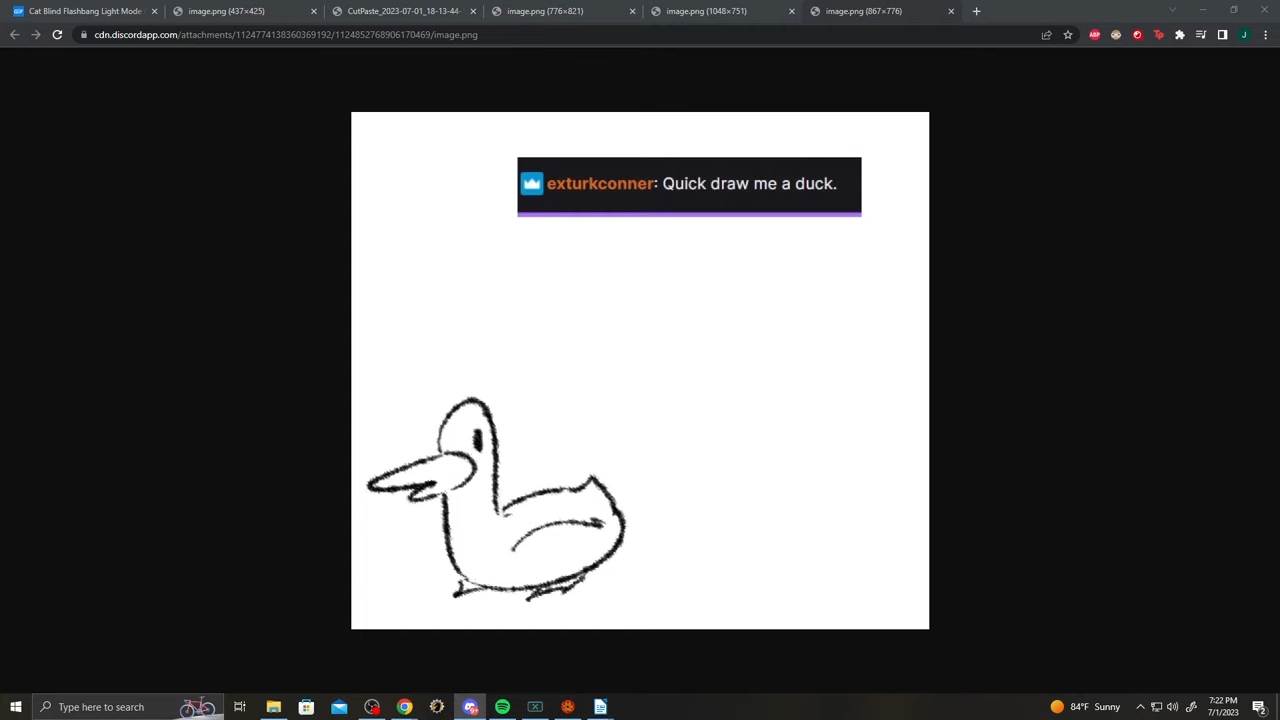 Cat Blind Flashbang Light Mode
image.png (437×425)
CutPaste_2023-07-01_18-13-44-
image.png (776×821)
image.png (1048×751)
image.png (867×776)
cdn.discordapp.com/attachments/1124774138360369192/1124852768906170469/image.png
exturkconner: Quick draw me a duck.
Type here to search
84°F Sunny
7:22 PM
7/1/2023